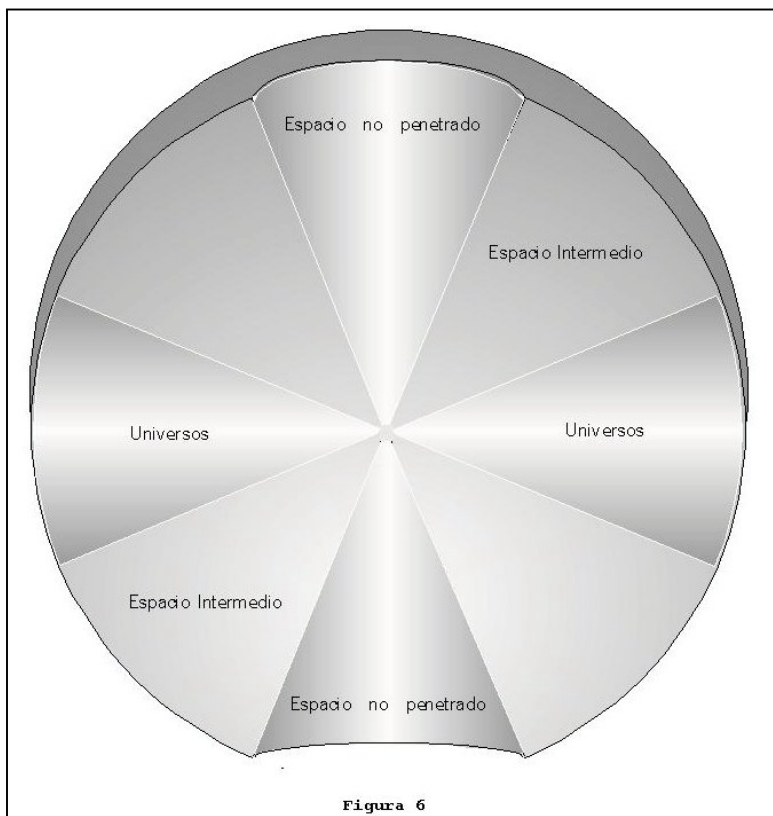 Espacio no penetrado
Espacio Intermedio
Universos
Universos
Espacio Intermedio
Espacio no penetrado
Figura 6